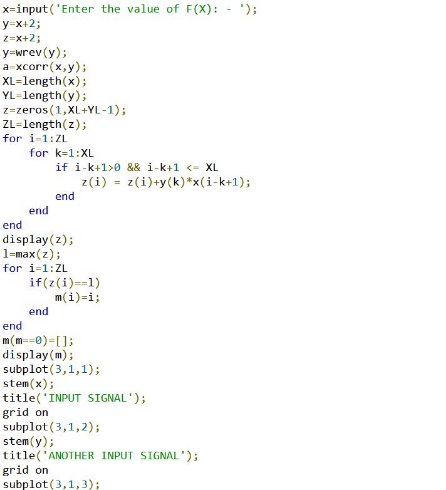 x=input('Enter the value of F(X): - ');
y=x+2;
z=x+2;
y=wrev(y);
a=xcorr(x,y);
XL=length(x);
YL=length(y);
z=zeros(1,XL+YL-1);
ZL=length(z);
for i=1:ZL
    for k=1:XL
        if i-k+1>0 && i-k+1 <= XL
            z(i) = z(i)+y(k)*x(i-k+1);
        end
    end
end
display(z);
l=max(z);
for i=1:ZL
    if(z(i)==l)
        m(i)=i;
    end
end
m(m==0)=[];
display(m);
subplot(3,1,1);
stem(x);
title('INPUT SIGNAL');
grid on
subplot(3,1,2);
stem(y);
title('ANOTHER INPUT SIGNAL');
grid on
subplot(3,1,3);